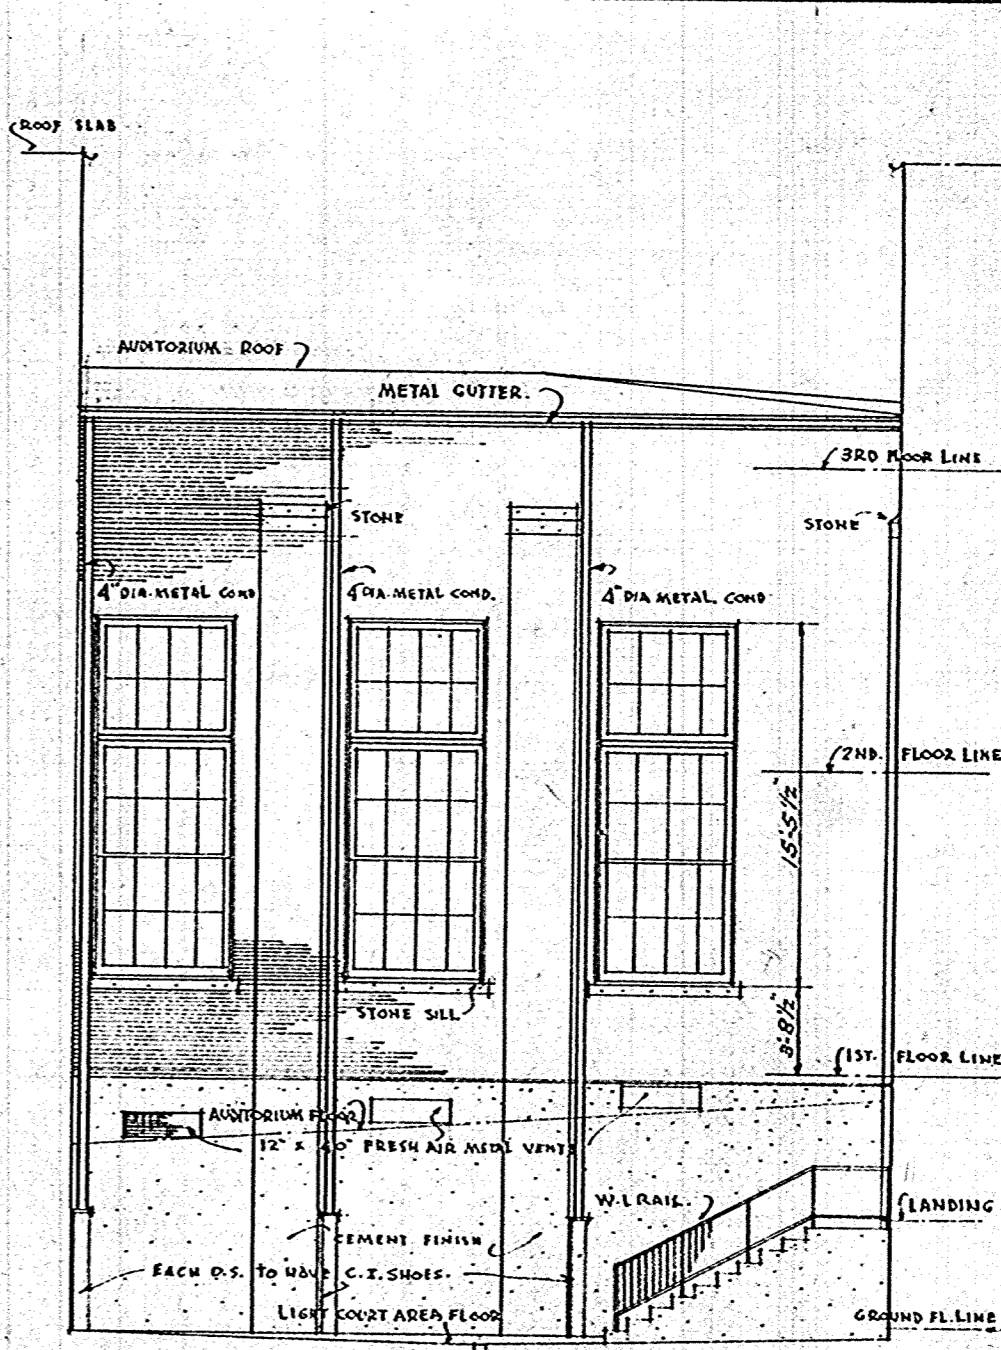 ROOF SLAB
AUDITORIUM ROOF
METAL GUTTER.
3RD FLOOR LINE
STONE
STONE
4" DIA. METAL COND
4" DIA. METAL COND.
4" DIA METAL. COND
2ND. FLOOR LINE
15'-5½"
STONE SILL
3'-8½"
1ST. FLOOR LINE
AUDITORIUM FLOOR
FRESH AIR METAL VENTS
W.I. RAIL
LANDING
CEMENT FINISH
EACH D.S. TO HAVE C.I. SHOES.
LIGHT COURT AREA FLOOR
GROUND FL. LINE